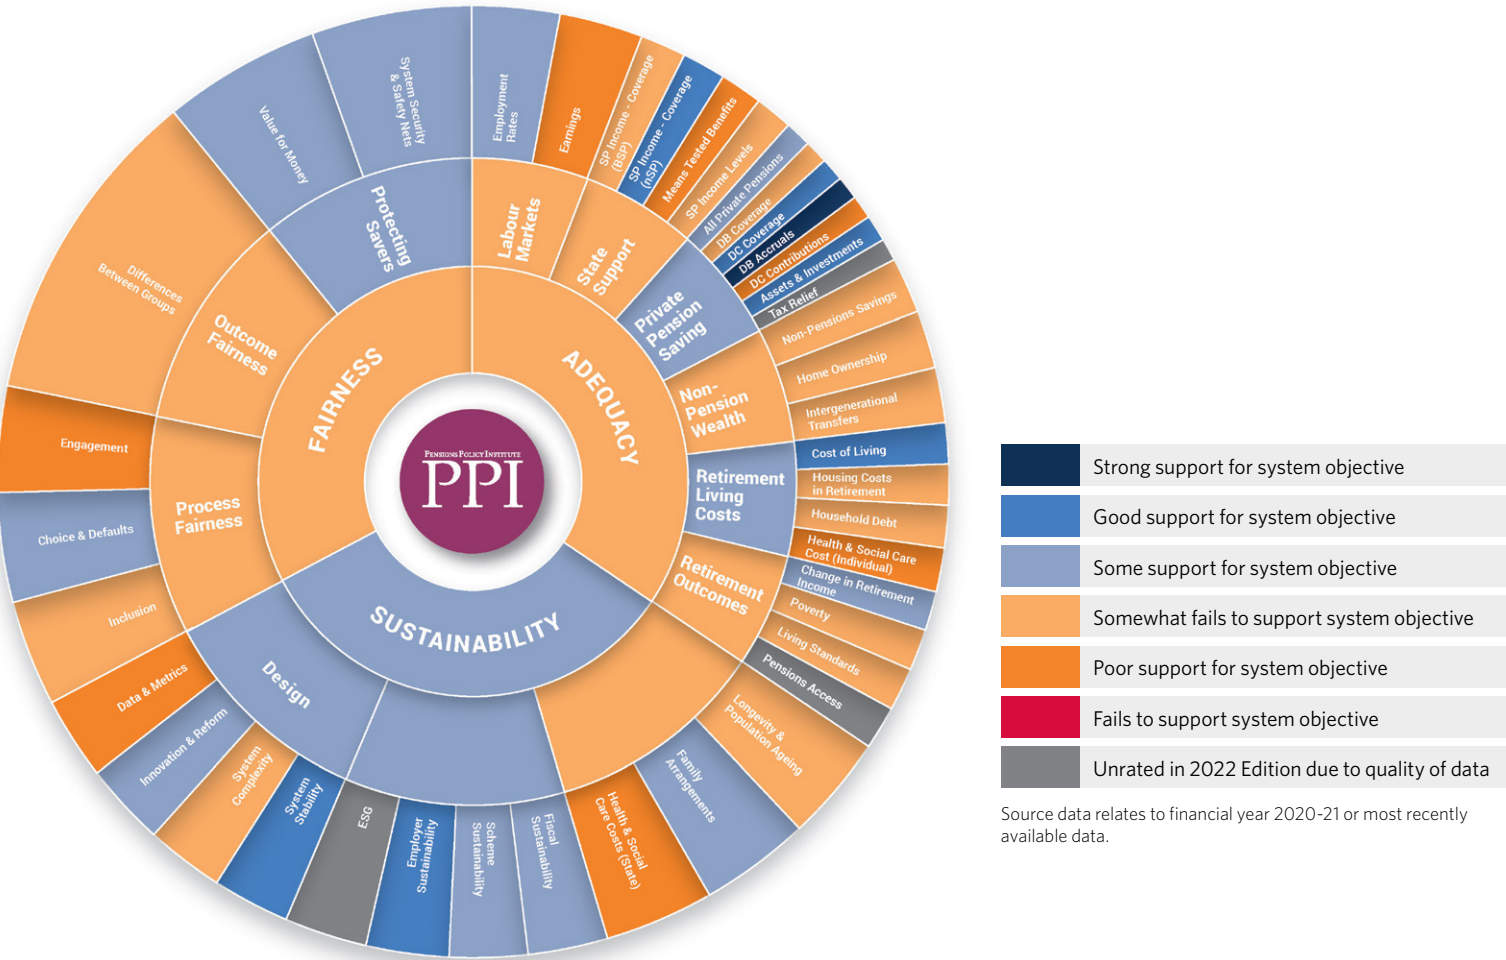 PENSIONS POLICY INSTITUTE
PPI
FAIRNESS
ADEQUACY
SUSTAINABILITY
Labour
Markets
State
Support
Private
Pension
Saving
Non-
Pension
Wealth
Retirement
Living
Costs
Retirement
Outcomes
Design
Process
Fairness
Outcome
Fairness
Protecting
Savers
Employment
Rates
Earnings
SP Income - Coverage
(BSP)
SP Income - Coverage
(nSP)
Means Tested Benefits
SP Income Levels
All Private Pensions
DB Coverage
DC Coverage
DB Accruals
DC Contributions
Assets & Investments
Tax Relief
Non-Pensions Savings
Home Ownership
Intergenerational
Transfers
Cost of Living
Housing Costs
in Retirement
Household Debt
Health & Social Care
Cost (Individual)
Change in Retirement
Income
Poverty
Living Standards
Pensions Access
Longevity &
Population Ageing
Family
Arrangements
Health & Social
Care Costs (State)
Fiscal
Sustainability
Scheme
Sustainability
Employer
Sustainability
ESG
System
Stability
System
Complexity
Innovation & Reform
Data & Metrics
Inclusion
Choice & Defaults
Engagement
Differences
Between Groups
Value for Money
System Security
& Safety Nets
Strong support for system objective
Good support for system objective
Some support for system objective
Somewhat fails to support system objective
Poor support for system objective
Fails to support system objective
Unrated in 2022 Edition due to quality of data
Source data relates to financial year 2020-21 or most recently
available data.